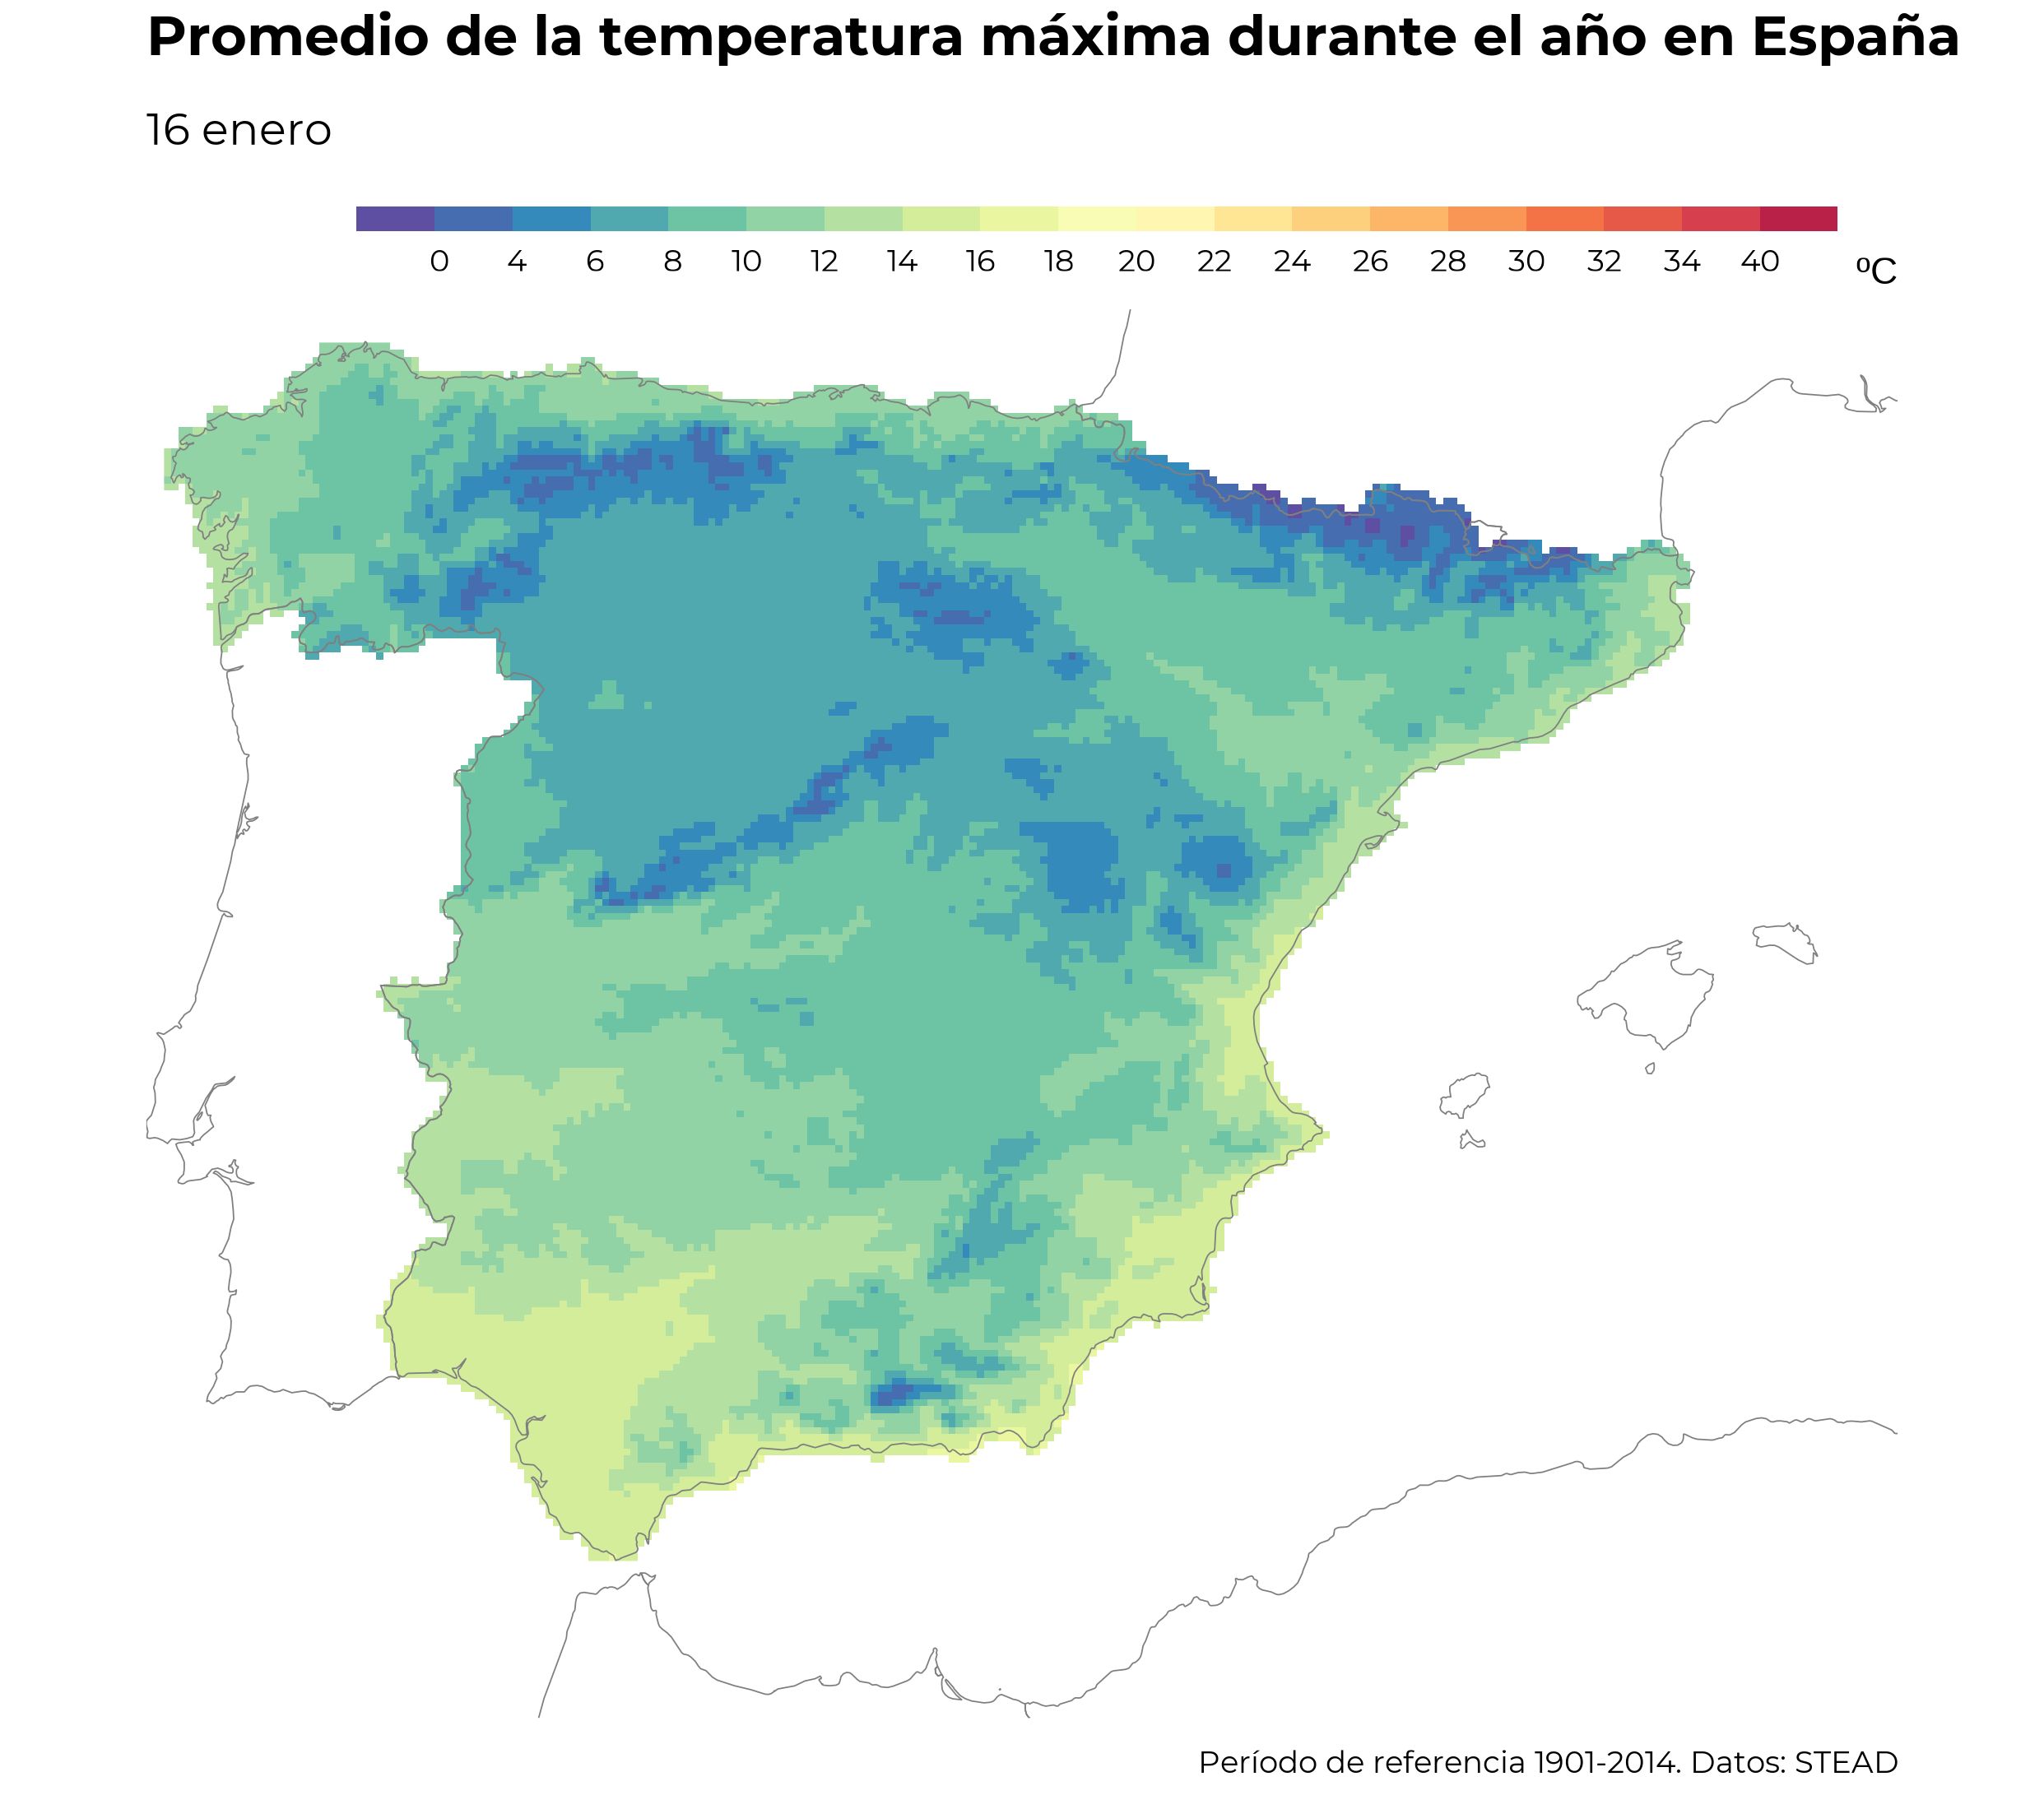 Promedio de la temperatura máxima durante el año en España
16 enero
0 4 6 8 10 12 14 16 18 20 22 24 26 28 30 32 34 40 ºC
Período de referencia 1901-2014. Datos: STEAD